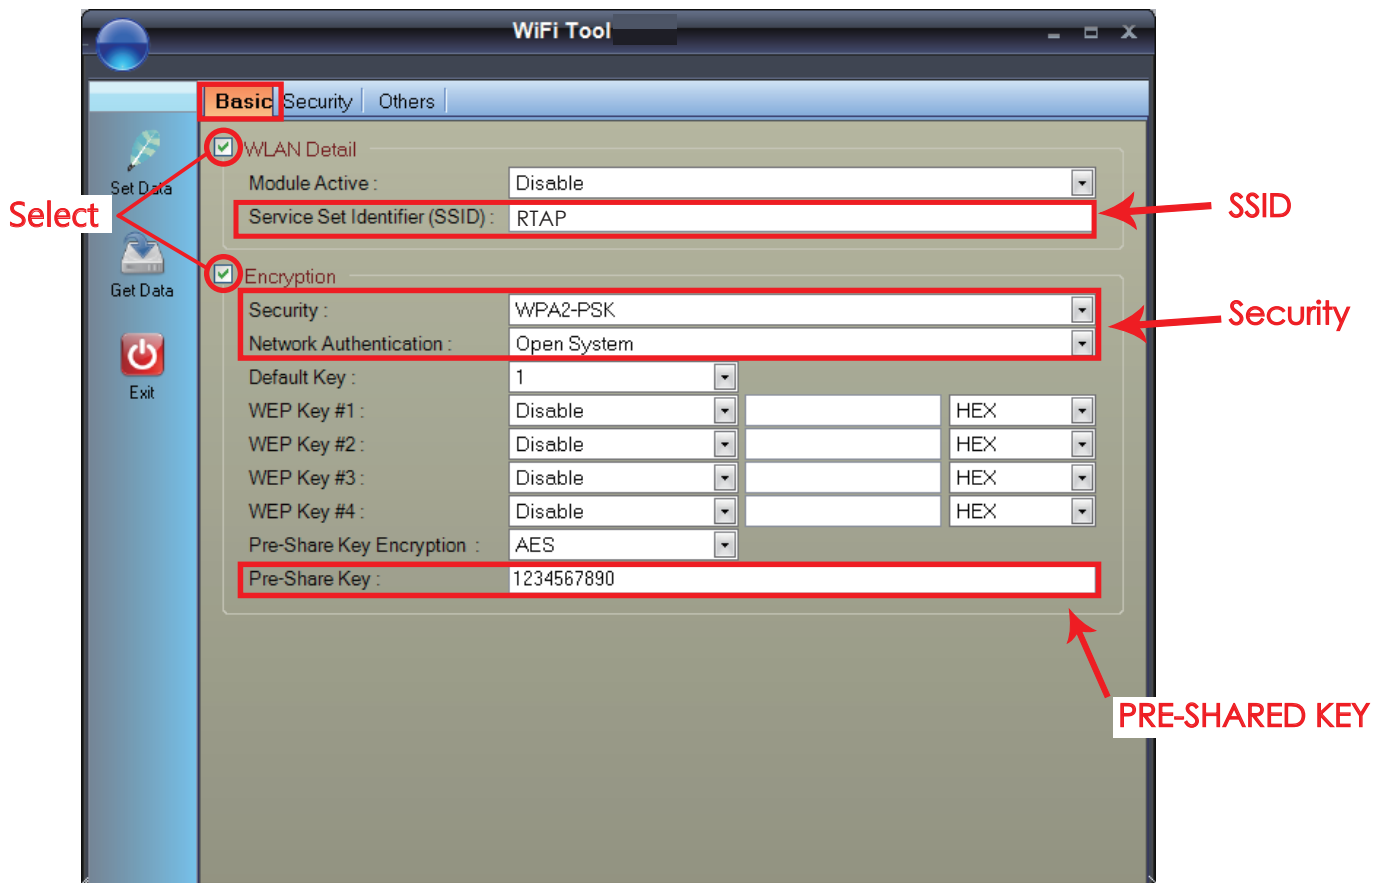 WiFi Tool
Basic Security Others
WLAN Detail
Set Data
Module Active : Disable
Select
Service Set Identifier (SSID) : RTAP
SSID
Encryption
Get Data
Security : WPA2-PSK
Security
Network Authentication : Open System
Default Key : 1
Exit
WEP Key #1 : Disable HEX
WEP Key #2 : Disable HEX
WEP Key #3 : Disable HEX
WEP Key #4 : Disable HEX
Pre-Share Key Encryption : AES
Pre-Share Key : 1234567890
PRE-SHARED KEY